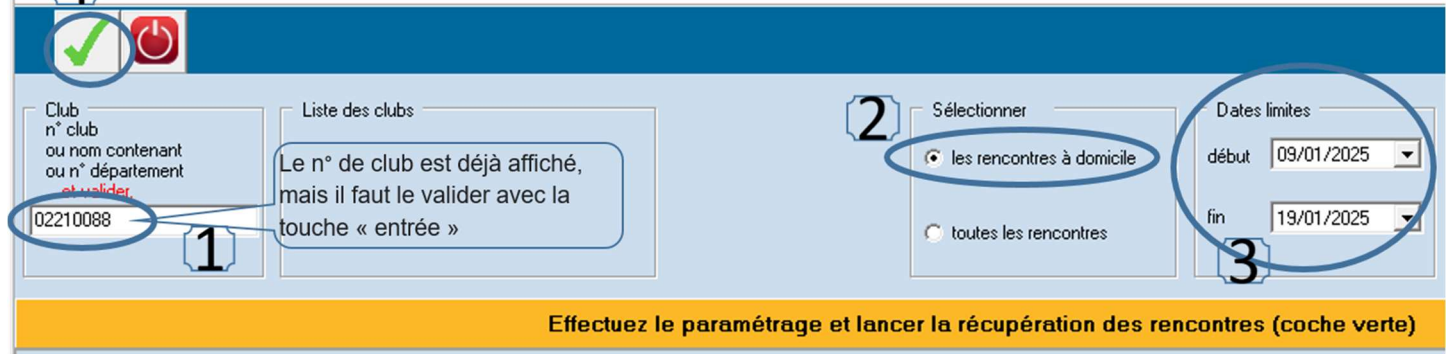 Club
n° club
ou nom contenant
ou n° département
et valider.
02210088
1
Liste des clubs
Le n° de club est déjà affiché,
mais il faut le valider avec la
touche « entrée »
2
Sélectionner
les rencontres à domicile
toutes les rencontres
Dates limites
début 09/01/2025
fin 19/01/2025
3
Effectuez le paramétrage et lancer la récupération des rencontres (coche verte)